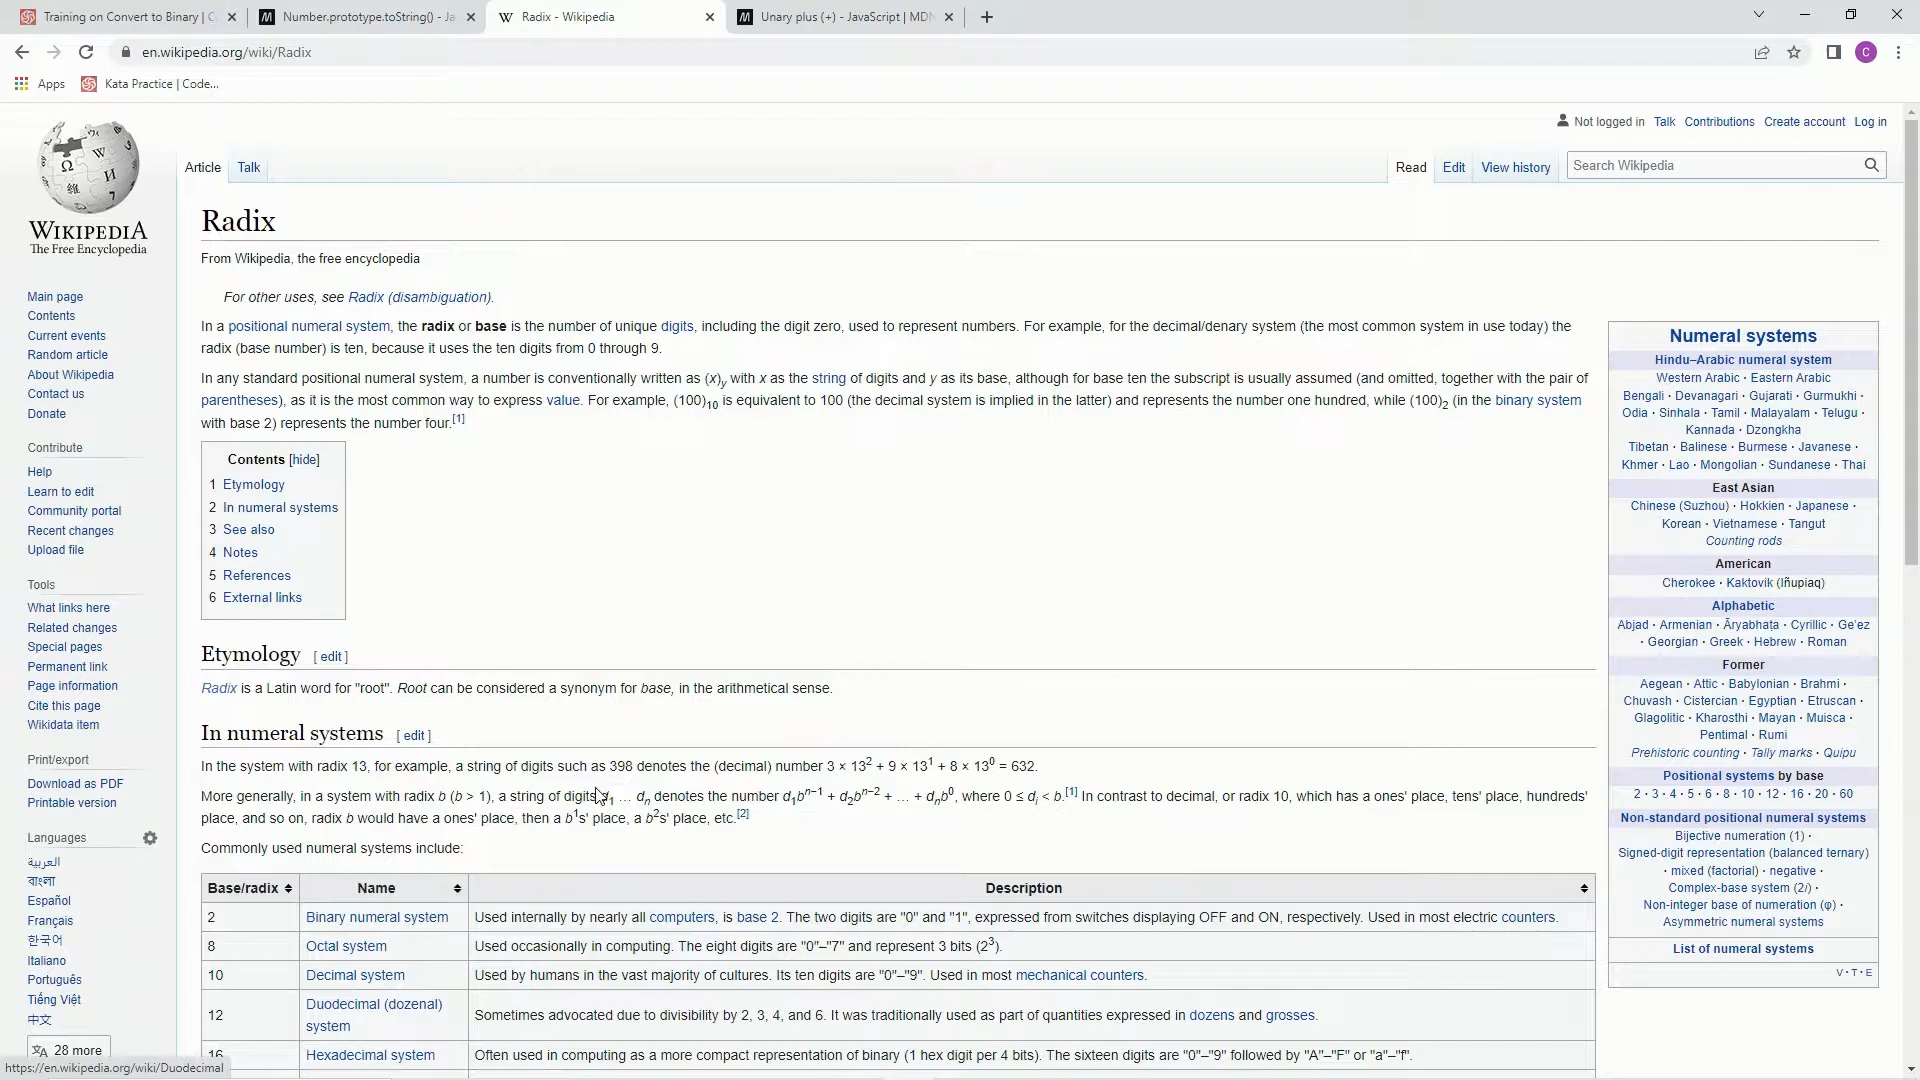 Training on Convert to Binary | C
Number.prototype.toString() - Ja
Radix - Wikipedia
Unary plus (+) - JavaScript | MDN
en.wikipedia.org/wiki/Radix
C
Apps
Kata Practice | Code...
WIKIPEDIA
The Free Encyclopedia
Not logged in Talk Contributions Create account Log in
Article Talk
Read Edit View history
Search Wikipedia
Main page
Contents
Current events
Random article
About Wikipedia
Contact us
Donate
Contribute
Help
Learn to edit
Community portal
Recent changes
Upload file
Tools
What links here
Related changes
Special pages
Permanent link
Page information
Cite this page
Wikidata item
Print/export
Download as PDF
Printable version
Languages
العربية
বাংলা
Español
Français
한국어
Italiano
Português
Tiếng Việt
中文
28 more
https://en.wikipedia.org/wiki/Duodecimal
Radix
From Wikipedia, the free encyclopedia
For other uses, see Radix (disambiguation).
In a positional numeral system, the radix or base is the number of unique digits, including the digit zero, used to represent numbers. For example, for the decimal/denary system (the most common system in use today) the
radix (base number) is ten, because it uses the ten digits from 0 through 9.
In any standard positional numeral system, a number is conventionally written as (x)y with x as the string of digits and y as its base, although for base ten the subscript is usually assumed (and omitted, together with the pair of
parentheses), as it is the most common way to express value. For example, (100)10 is equivalent to 100 (the decimal system is implied in the latter) and represents the number one hundred, while (100)2 (in the binary system
with base 2) represents the number four.[1]
Contents [hide]
1 Etymology
2 In numeral systems
3 See also
4 Notes
5 References
6 External links
Etymology [ edit ]
Radix is a Latin word for "root". Root can be considered a synonym for base, in the arithmetical sense.
In numeral systems [ edit ]
In the system with radix 13, for example, a string of digits such as 398 denotes the (decimal) number 3 × 13² + 9 × 13¹ + 8 × 13⁰ = 632.
More generally, in a system with radix b (b > 1), a string of digits d1 … dn denotes the number d1bⁿ⁻¹ + d2bⁿ⁻² + … + dnb⁰, where 0 ≤ di < b.[1] In contrast to decimal, or radix 10, which has a ones' place, tens' place, hundreds'
place, and so on, radix b would have a ones' place, then a b¹s' place, a b²s' place, etc.[2]
Commonly used numeral systems include:
Base/radix Name Description
2 Binary numeral system Used internally by nearly all computers, is base 2. The two digits are "0" and "1", expressed from switches displaying OFF and ON, respectively. Used in most electric counters.
8 Octal system Used occasionally in computing. The eight digits are "0"–"7" and represent 3 bits (2³).
10 Decimal system Used by humans in the vast majority of cultures. Its ten digits are "0"–"9". Used in most mechanical counters.
12 Duodecimal (dozenal)
system Sometimes advocated due to divisibility by 2, 3, 4, and 6. It was traditionally used as part of quantities expressed in dozens and grosses.
16 Hexadecimal system Often used in computing as a more compact representation of binary (1 hex digit per 4 bits). The sixteen digits are "0"–"9" followed by "A"–"F" or "a"–"f".
Numeral systems
Hindu–Arabic numeral system
Western Arabic · Eastern Arabic
Bengali · Devanagari · Gujarati · Gurmukhi ·
Odia · Sinhala · Tamil · Malayalam · Telugu ·
Kannada · Dzongkha
Tibetan · Balinese · Burmese · Javanese ·
Khmer · Lao · Mongolian · Sundanese · Thai
East Asian
Chinese (Suzhou) · Hokkien · Japanese ·
Korean · Vietnamese · Tangut
Counting rods
American
Cherokee · Kaktovik (Iñupiaq)
Alphabetic
Abjad · Armenian · Āryabhaṭa · Cyrillic · Geʽez
· Georgian · Greek · Hebrew · Roman
Former
Aegean · Attic · Babylonian · Brahmi ·
Chuvash · Cistercian · Egyptian · Etruscan ·
Glagolitic · Kharosthi · Mayan · Muisca ·
Pentimal · Rumi
Prehistoric counting · Tally marks · Quipu
Positional systems by base
2 · 3 · 4 · 5 · 6 · 8 · 10 · 12 · 16 · 20 · 60
Non-standard positional numeral systems
Bijective numeration (1) ·
Signed-digit representation (balanced ternary)
· mixed (factorial) · negative ·
Complex-base system (2i) ·
Non-integer base of numeration (φ) ·
Asymmetric numeral systems
List of numeral systems
V · T · E